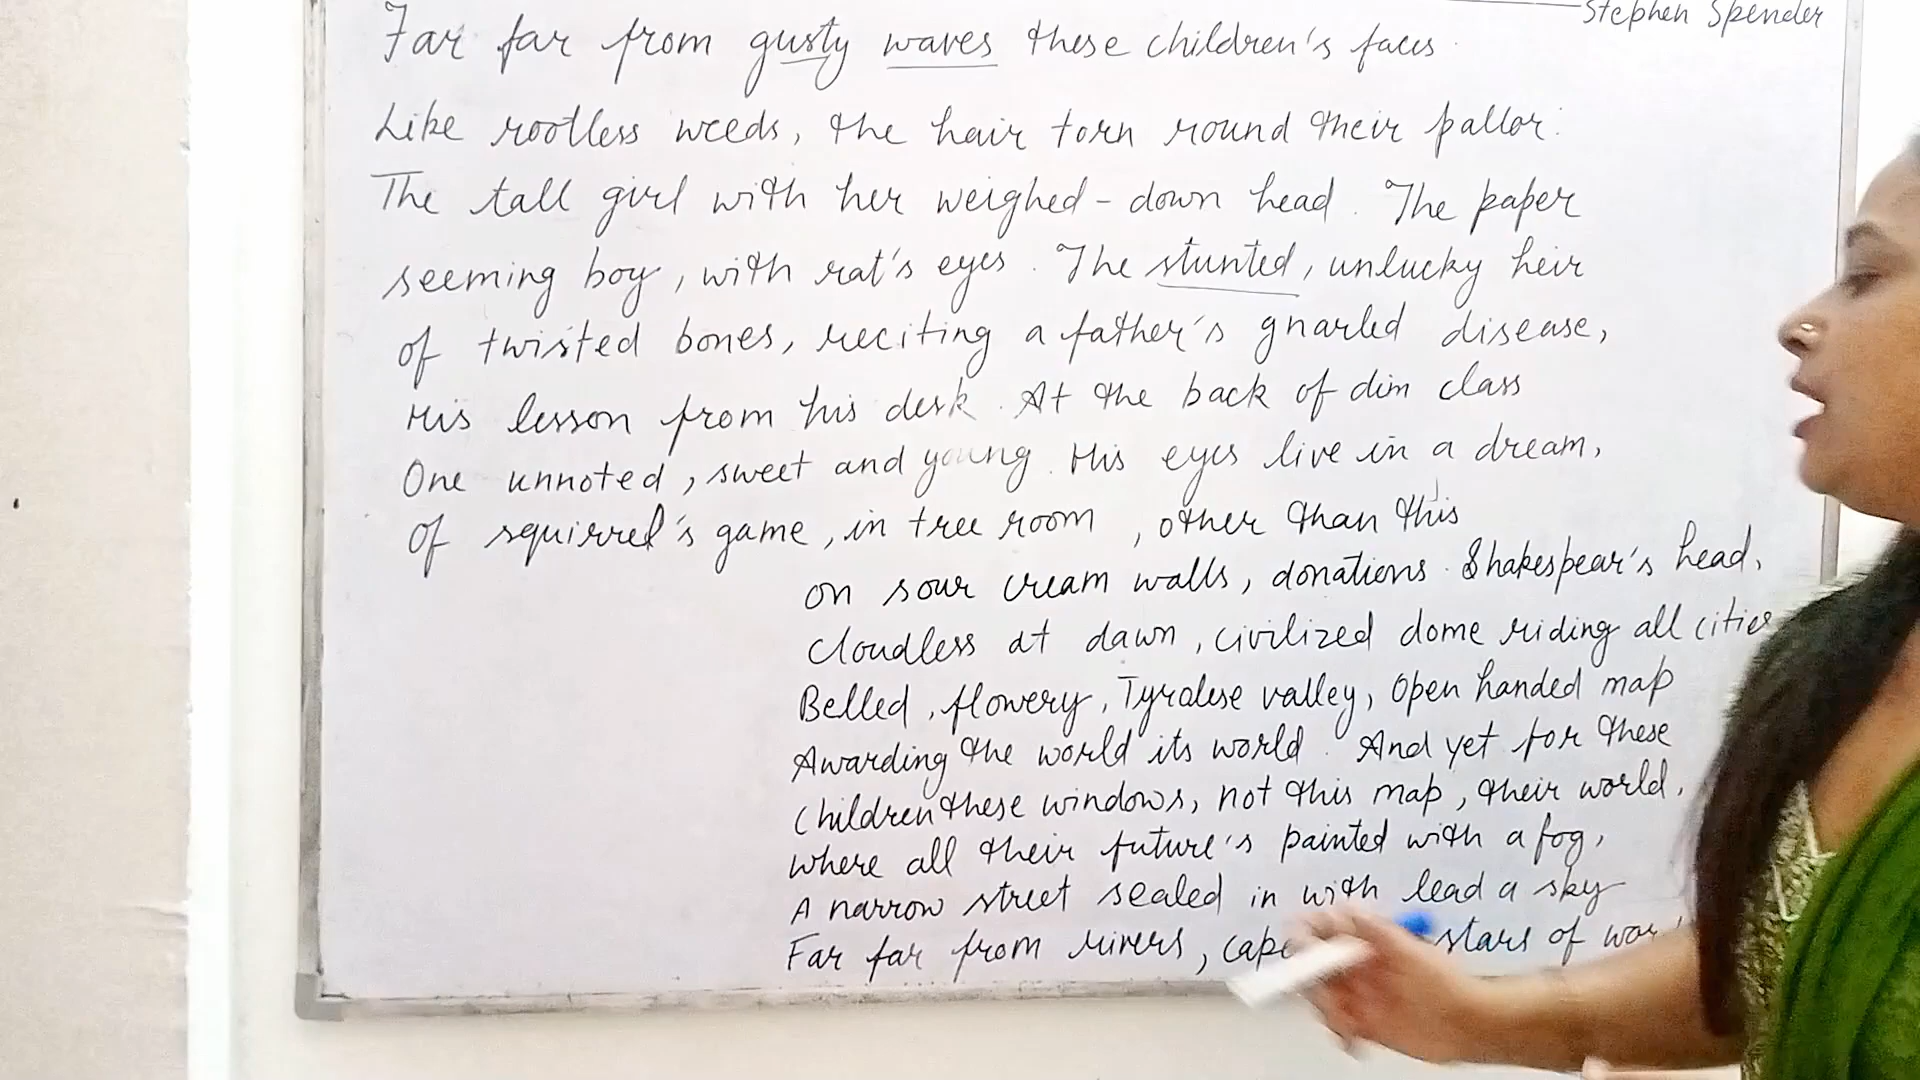 Stephen Spender
Far far from gusty waves these children's faces
Like rootless weeds, the hair torn round their pallor:
The tall girl with her weighed-down head. The paper
seeming boy, with rat's eyes. The stunted, unlucky heir
of twisted bones, reciting a father's gnarled disease,
His lesson from his desk. At the back of dim class
One unnoted, sweet and young. His eyes live in a dream,
Of squirrel's game, in tree room, other than this
on sour cream walls, donations. Shakespear's head,
Cloudless at dawn, civilized dome riding all cities
Belled, flowery, Tyralese valley, Open handed map
Awarding the world its world. And yet for these
Children these windows, not this map, their world,
where all their future's painted with a fog,
A narrow street sealed in with lead a sky
Far far from rivers, stars of